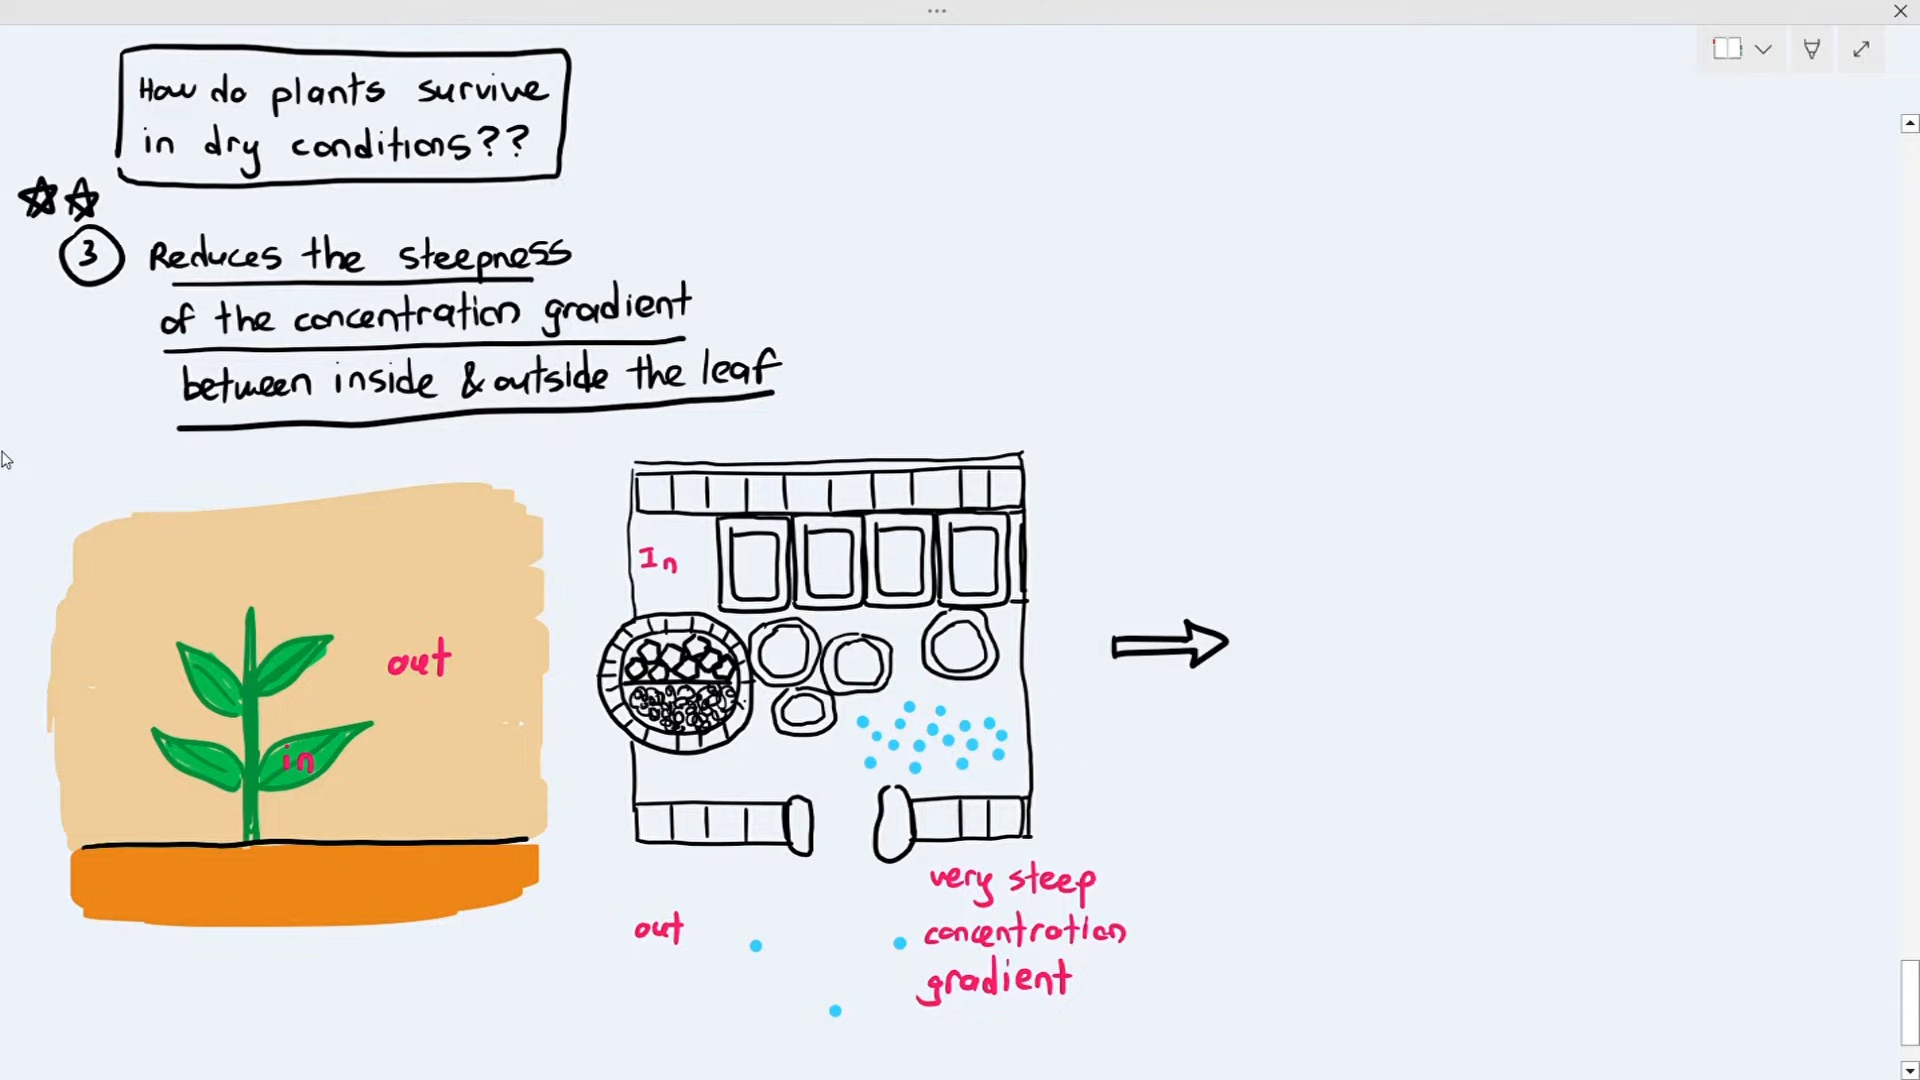 How do plants survive
in dry conditions??
3 Reduces the steepness
of the concentration gradient
between inside & outside the leaf
In
out
in
very steep
out
concentration
gradient